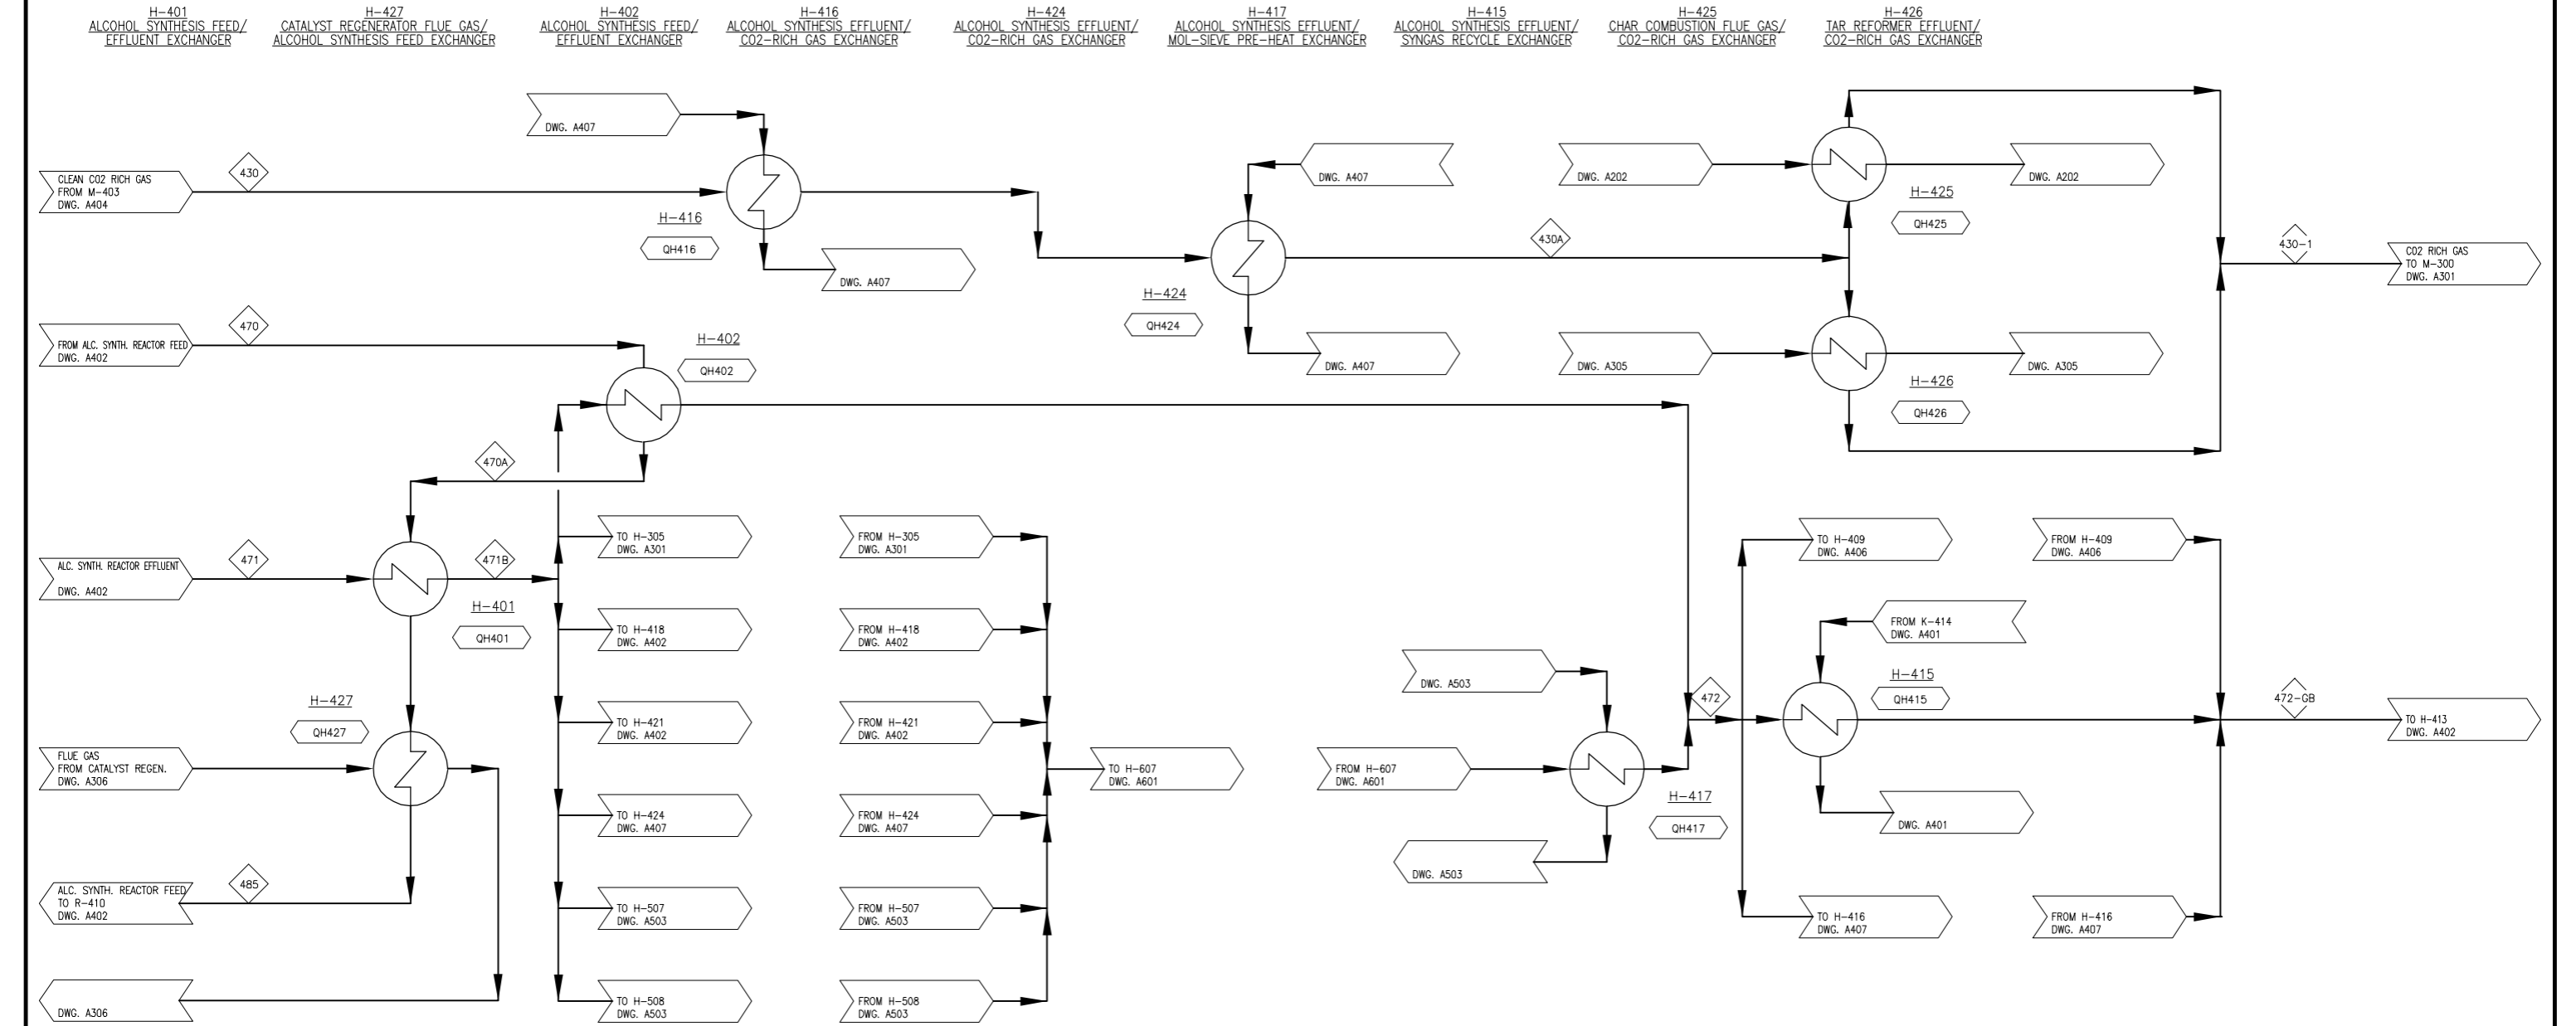 H-401
ALCOHOL SYNTHESIS FEED/
EFFLUENT EXCHANGER
H-427
CATALYST REGENERATOR FLUE GAS/
ALCOHOL SYNTHESIS FEED EXCHANGER
H-402
ALCOHOL SYNTHESIS FEED/
EFFLUENT EXCHANGER
H-416
ALCOHOL SYNTHESIS EFFLUENT/
CO2-RICH GAS EXCHANGER
H-424
ALCOHOL SYNTHESIS EFFLUENT/
CO2-RICH GAS EXCHANGER
H-417
ALCOHOL SYNTHESIS EFFLUENT/
MOL-SIEVE PRE-HEAT EXCHANGER
H-415
ALCOHOL SYNTHESIS EFFLUENT/
SYNGAS RECYCLE EXCHANGER
H-425
CHAR COMBUSTION FLUE GAS/
CO2-RICH GAS EXCHANGER
H-426
TAR REFORMER EFFLUENT/
CO2-RICH GAS EXCHANGER
DWG. A407
CLEAN CO2 RICH GAS
FROM M-403
DWG. A404
430
H-416
QH416
DWG. A407
DWG. A407
H-424
QH424
DWG. A407
430A
DWG. A202
DWG. A202
H-425
QH425
DWG. A305
DWG. A305
H-426
QH426
430-1
CO2 RICH GAS
TO M-300
DWG. A301
FROM ALC. SYNTH. REACTOR FEED
DWG. A402
470
H-402
QH402
470A
ALC. SYNTH. REACTOR EFFLUENT
DWG. A402
471
471B
H-401
QH401
H-427
QH427
FLUE GAS
FROM CATALYST REGEN.
DWG. A306
ALC. SYNTH. REACTOR FEED
TO R-410
DWG. A402
485
DWG. A306
TO H-305
DWG. A301
TO H-418
DWG. A402
TO H-421
DWG. A402
TO H-424
DWG. A407
TO H-507
DWG. A503
TO H-508
DWG. A503
FROM H-305
DWG. A301
FROM H-418
DWG. A402
FROM H-421
DWG. A402
FROM H-424
DWG. A407
FROM H-507
DWG. A503
FROM H-508
DWG. A503
TO H-607
DWG. A601
DWG. A503
FROM H-607
DWG. A601
DWG. A503
H-417
QH417
472
TO H-409
DWG. A406
FROM K-414
DWG. A401
H-415
QH415
DWG. A401
TO H-416
DWG. A407
FROM H-409
DWG. A406
FROM H-416
DWG. A407
472-GB
TO H-413
DWG. A402